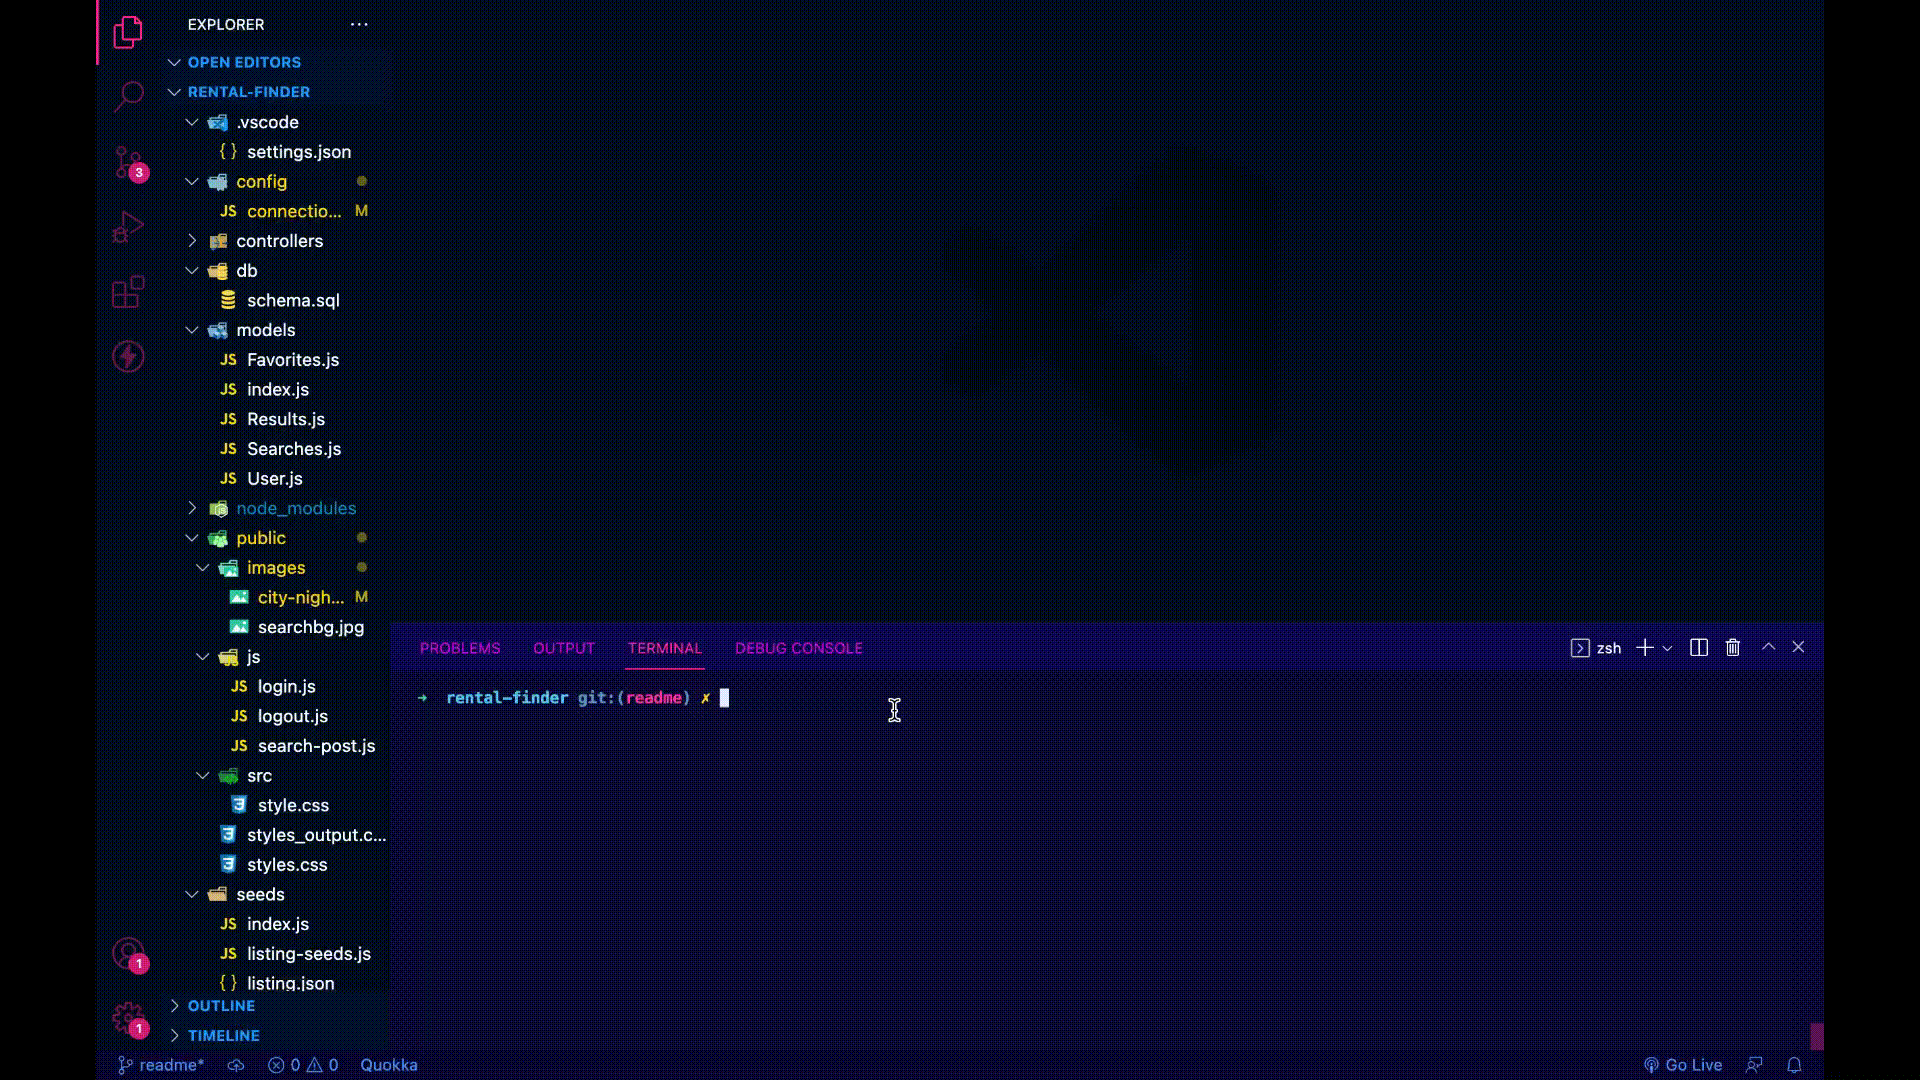 EXPLORER ...
OPEN EDITORS
RENTAL-FINDER
.vscode
{} settings.json
config
JS connectio... M
controllers
db
schema.sql
models
JS Favorites.js
JS index.js
JS Results.js
JS Searches.js
JS User.js
node_modules
public
images
city-nigh... M
searchbg.jpg
js
JS login.js
JS logout.js
JS search-post.js
src
style.css
styles_output.c...
styles.css
seeds
JS index.js
JS listing-seeds.js
{} listing.json
OUTLINE
TIMELINE
3
1
1
PROBLEMS OUTPUT TERMINAL DEBUG CONSOLE zsh
→ rental-finder git:(readme) ✗
readme* 0 0 Quokka Go Live